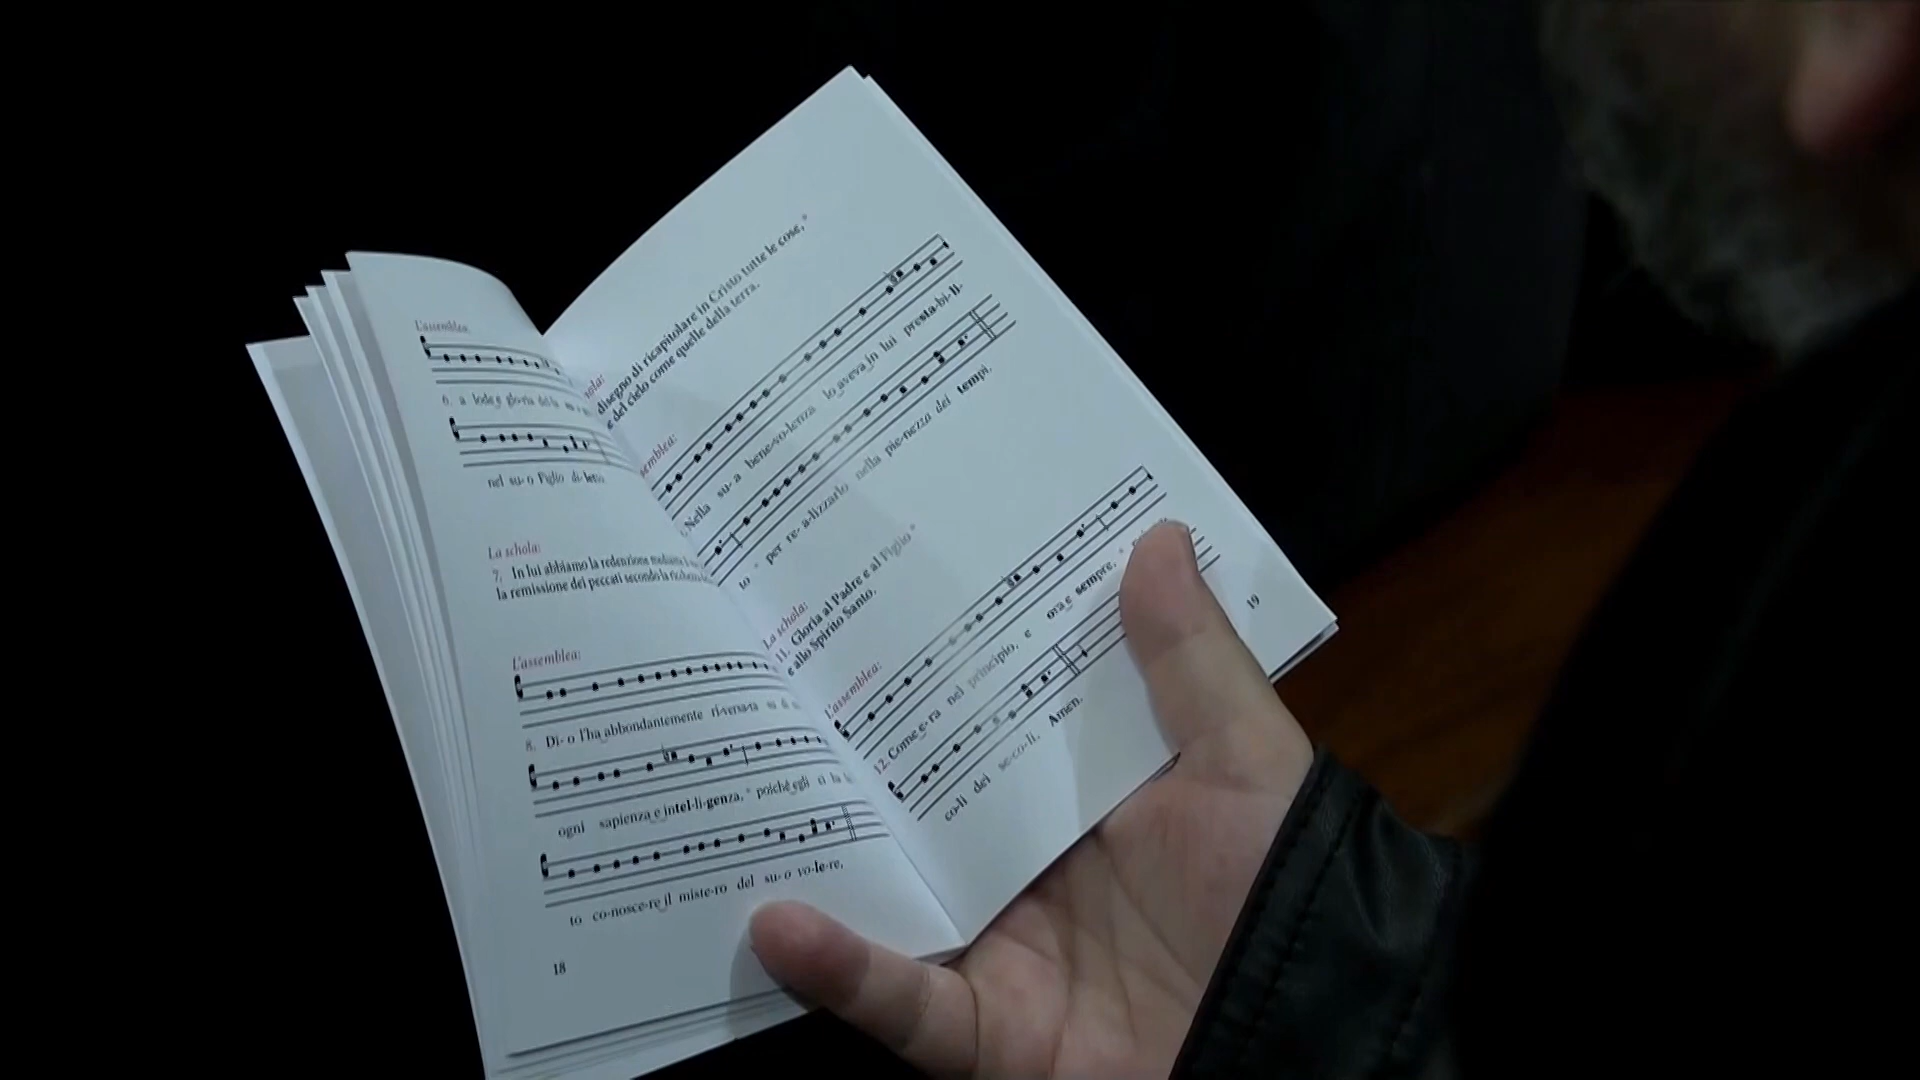 L'assemblea:
6. a lode e gloria della
nel su- o Figlio di-letto
La schola:
7. In lui abbiamo la redenzione mediante
la remissione dei peccati secondo la ricchezza
L'assemblea:
8. Di- o l'ha abbondantemente ri-versata
ogni sapienza e intel-li-genza, * poiché egli ci ha
to co-nosce-re il miste-ro del su-o vo-le-re,
18
disegno di ricapitolare in Cristo tutte le cose, *
e del cielo come quelle della terra.
Nella su- a bene-vo-lenza lo aveva in lui presta-bi-li-
to * per re- a-lizzarlo nella pie-nezza dei tempi.
La schola:
11. Gloria al Padre e al Figlio *
e allo Spirito Santo.
L'assemblea:
12. Come e- ra nel principio, e ora e sempre, *
co-li dei se-co-li. Amen.
19